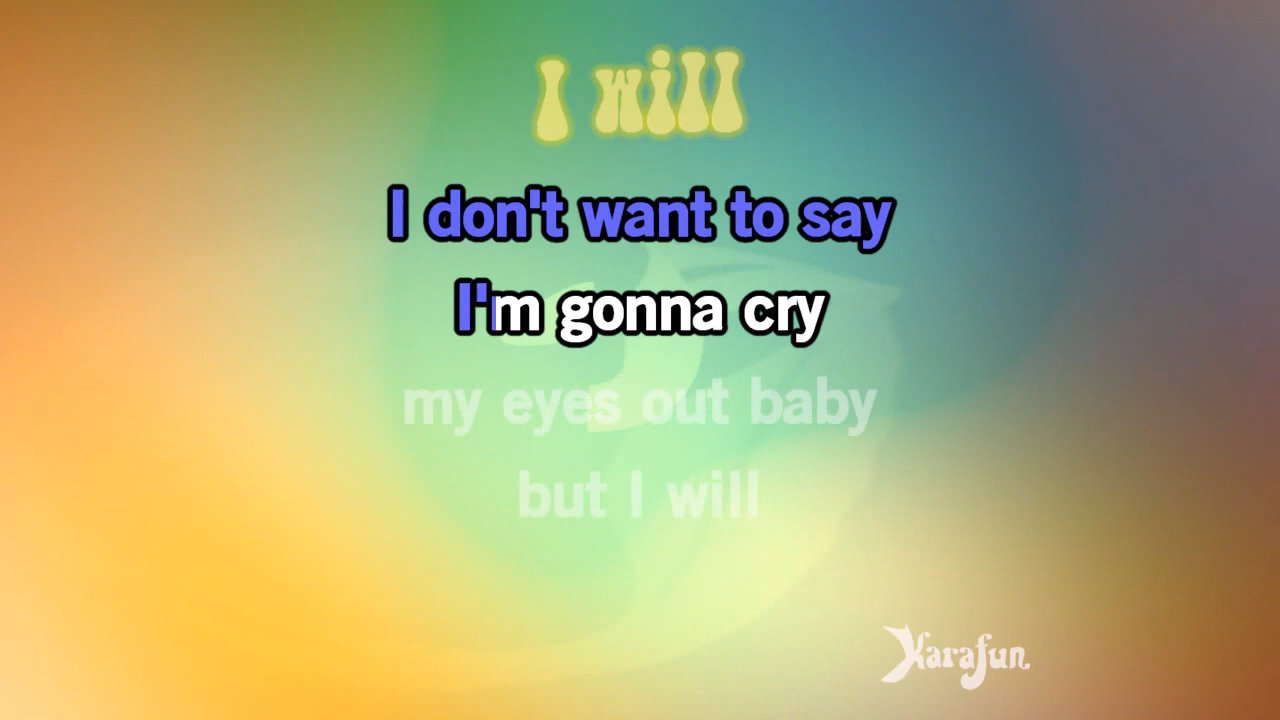 I will
I don't want to say
I'm gonna cry
my eyes out baby
but I will
Karafun